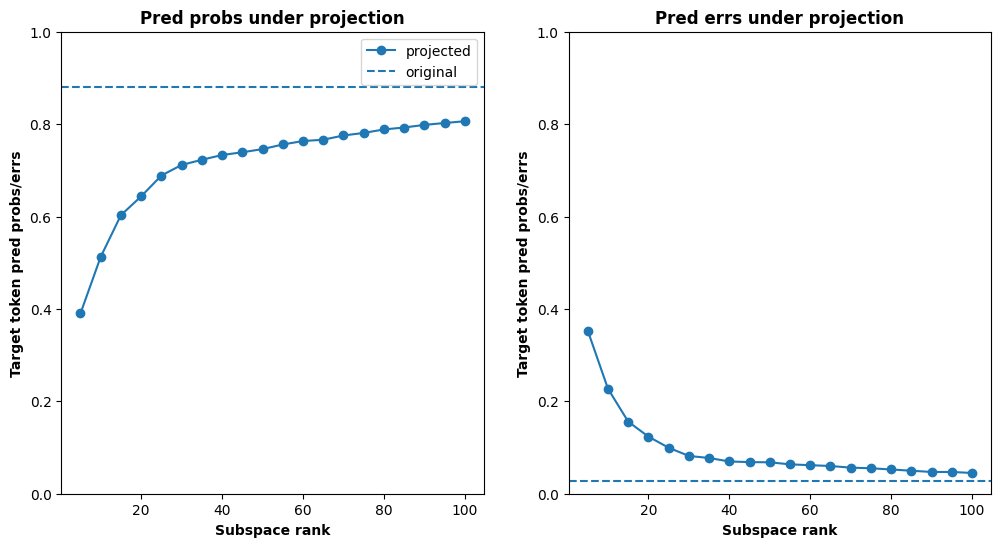 Pred probs under projection
Target token pred probs/errs
1.0
0.8
0.6
0.4
0.2
0.0
projected
original
20
40
60
80
100
Subspace rank
Pred errs under projection
Target token pred probs/errs
1.0
0.8
0.6
0.4
0.2
0.0
20
40
60
80
100
Subspace rank